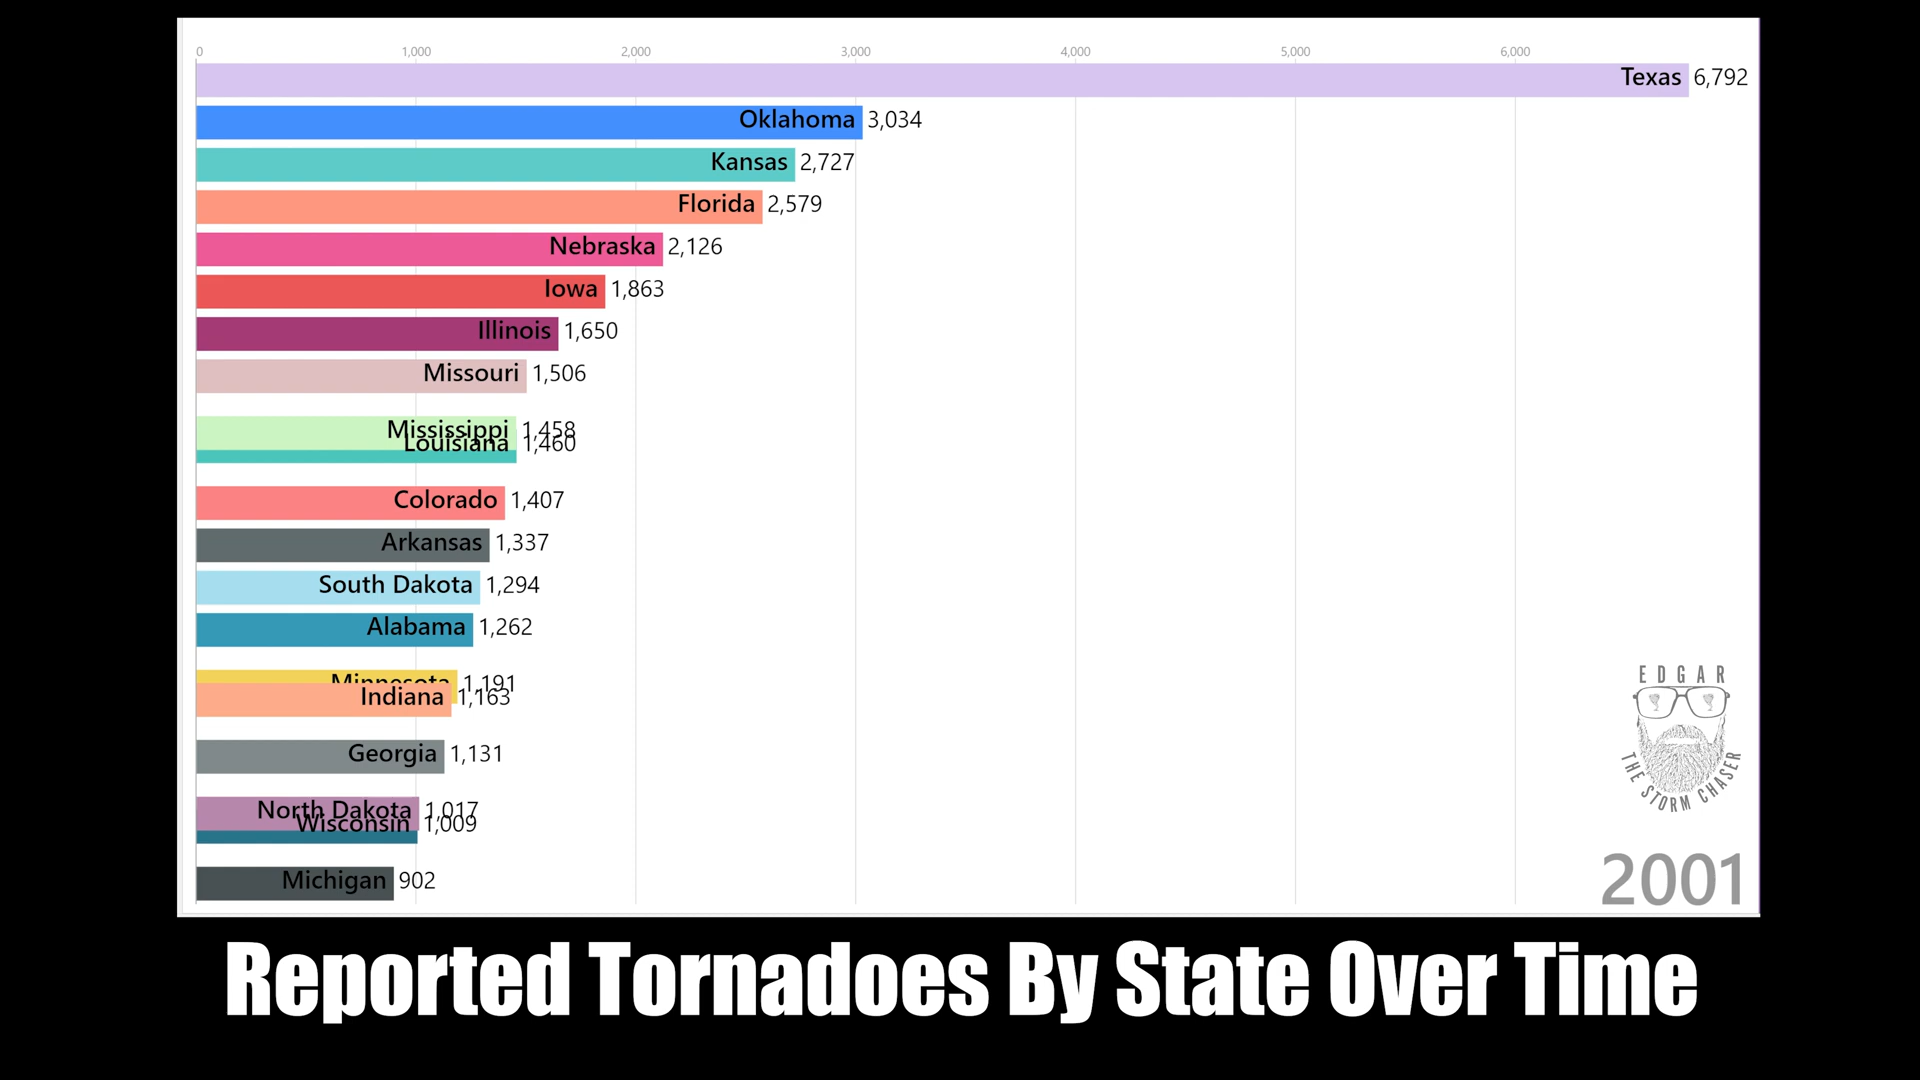 0 1,000 2,000 3,000 4,000 5,000 6,000
Texas 6,792
Oklahoma 3,034
Kansas 2,727
Florida 2,579
Nebraska 2,126
Iowa 1,863
Illinois 1,650
Missouri 1,506
Mississippi 1,458
Louisiana 1,460
Colorado 1,407
Arkansas 1,337
South Dakota 1,294
Alabama 1,262
Minnesota 1,191
Indiana 1,163
Georgia 1,131
North Dakota 1,017
Wisconsin 1,009
Michigan 902
EDGAR
THE STORM CHASER
2001
Reported Tornadoes By State Over Time